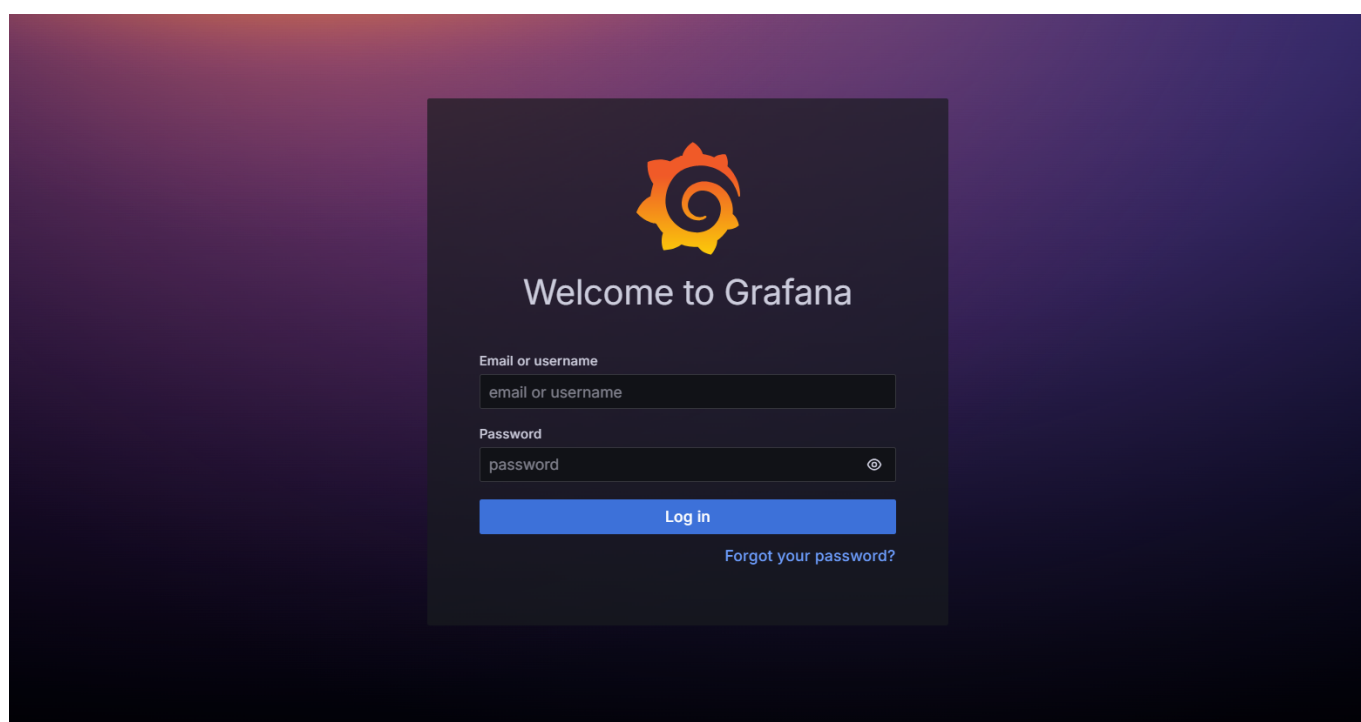 Welcome to Grafana
Email or username
email or username
Password
password
Log in
Forgot your password?